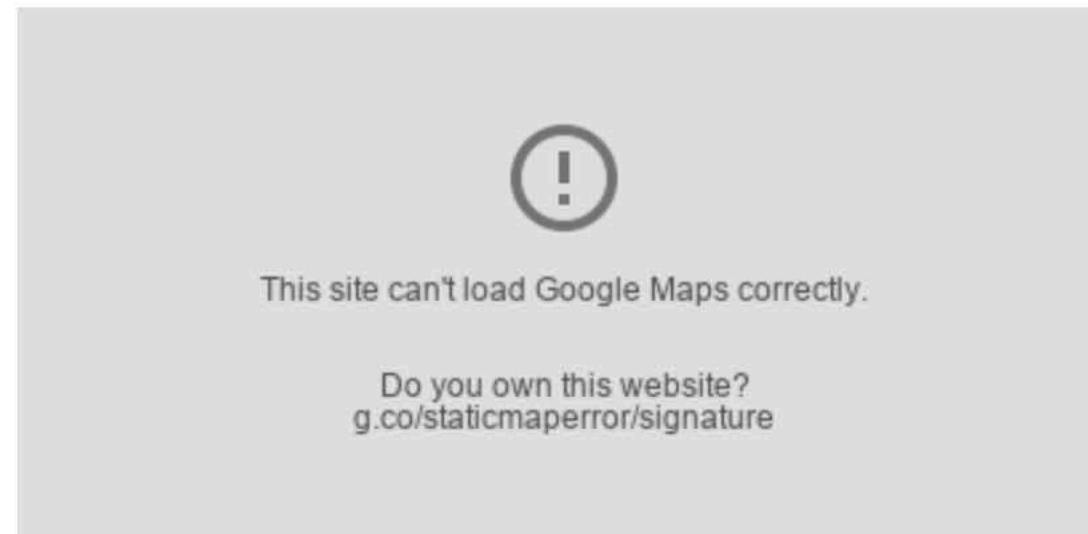 This site can't load Google Maps correctly.
Do you own this website?
g.co/staticmaperror/signature